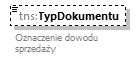 tns:TypDokumentu
Oznaczenie dowodu
sprzedaży